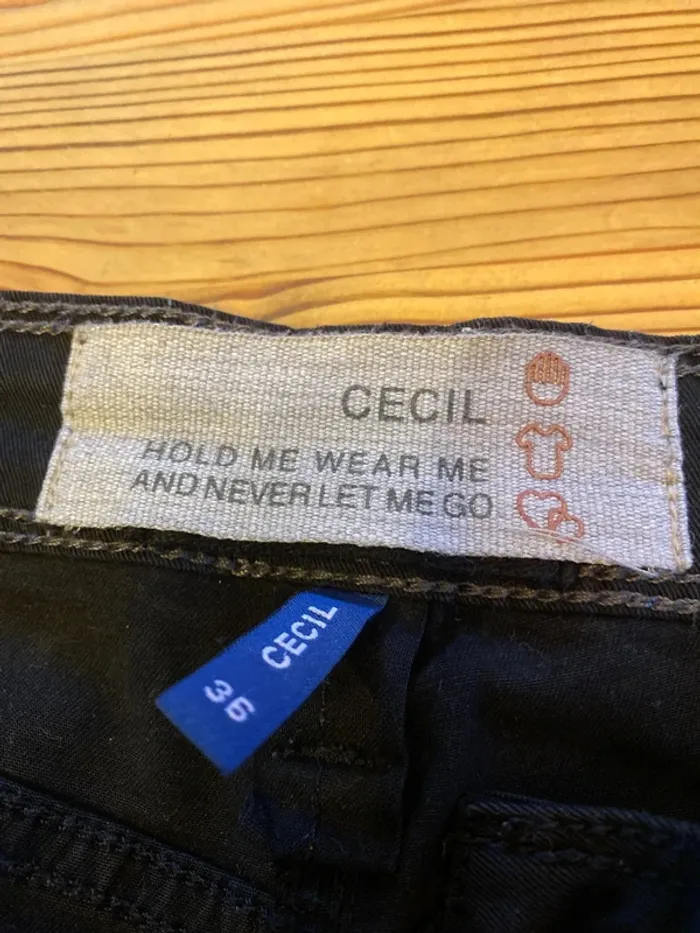 CECIL
HOLD ME WEAR ME
AND NEVER LET ME GO
CECIL
36